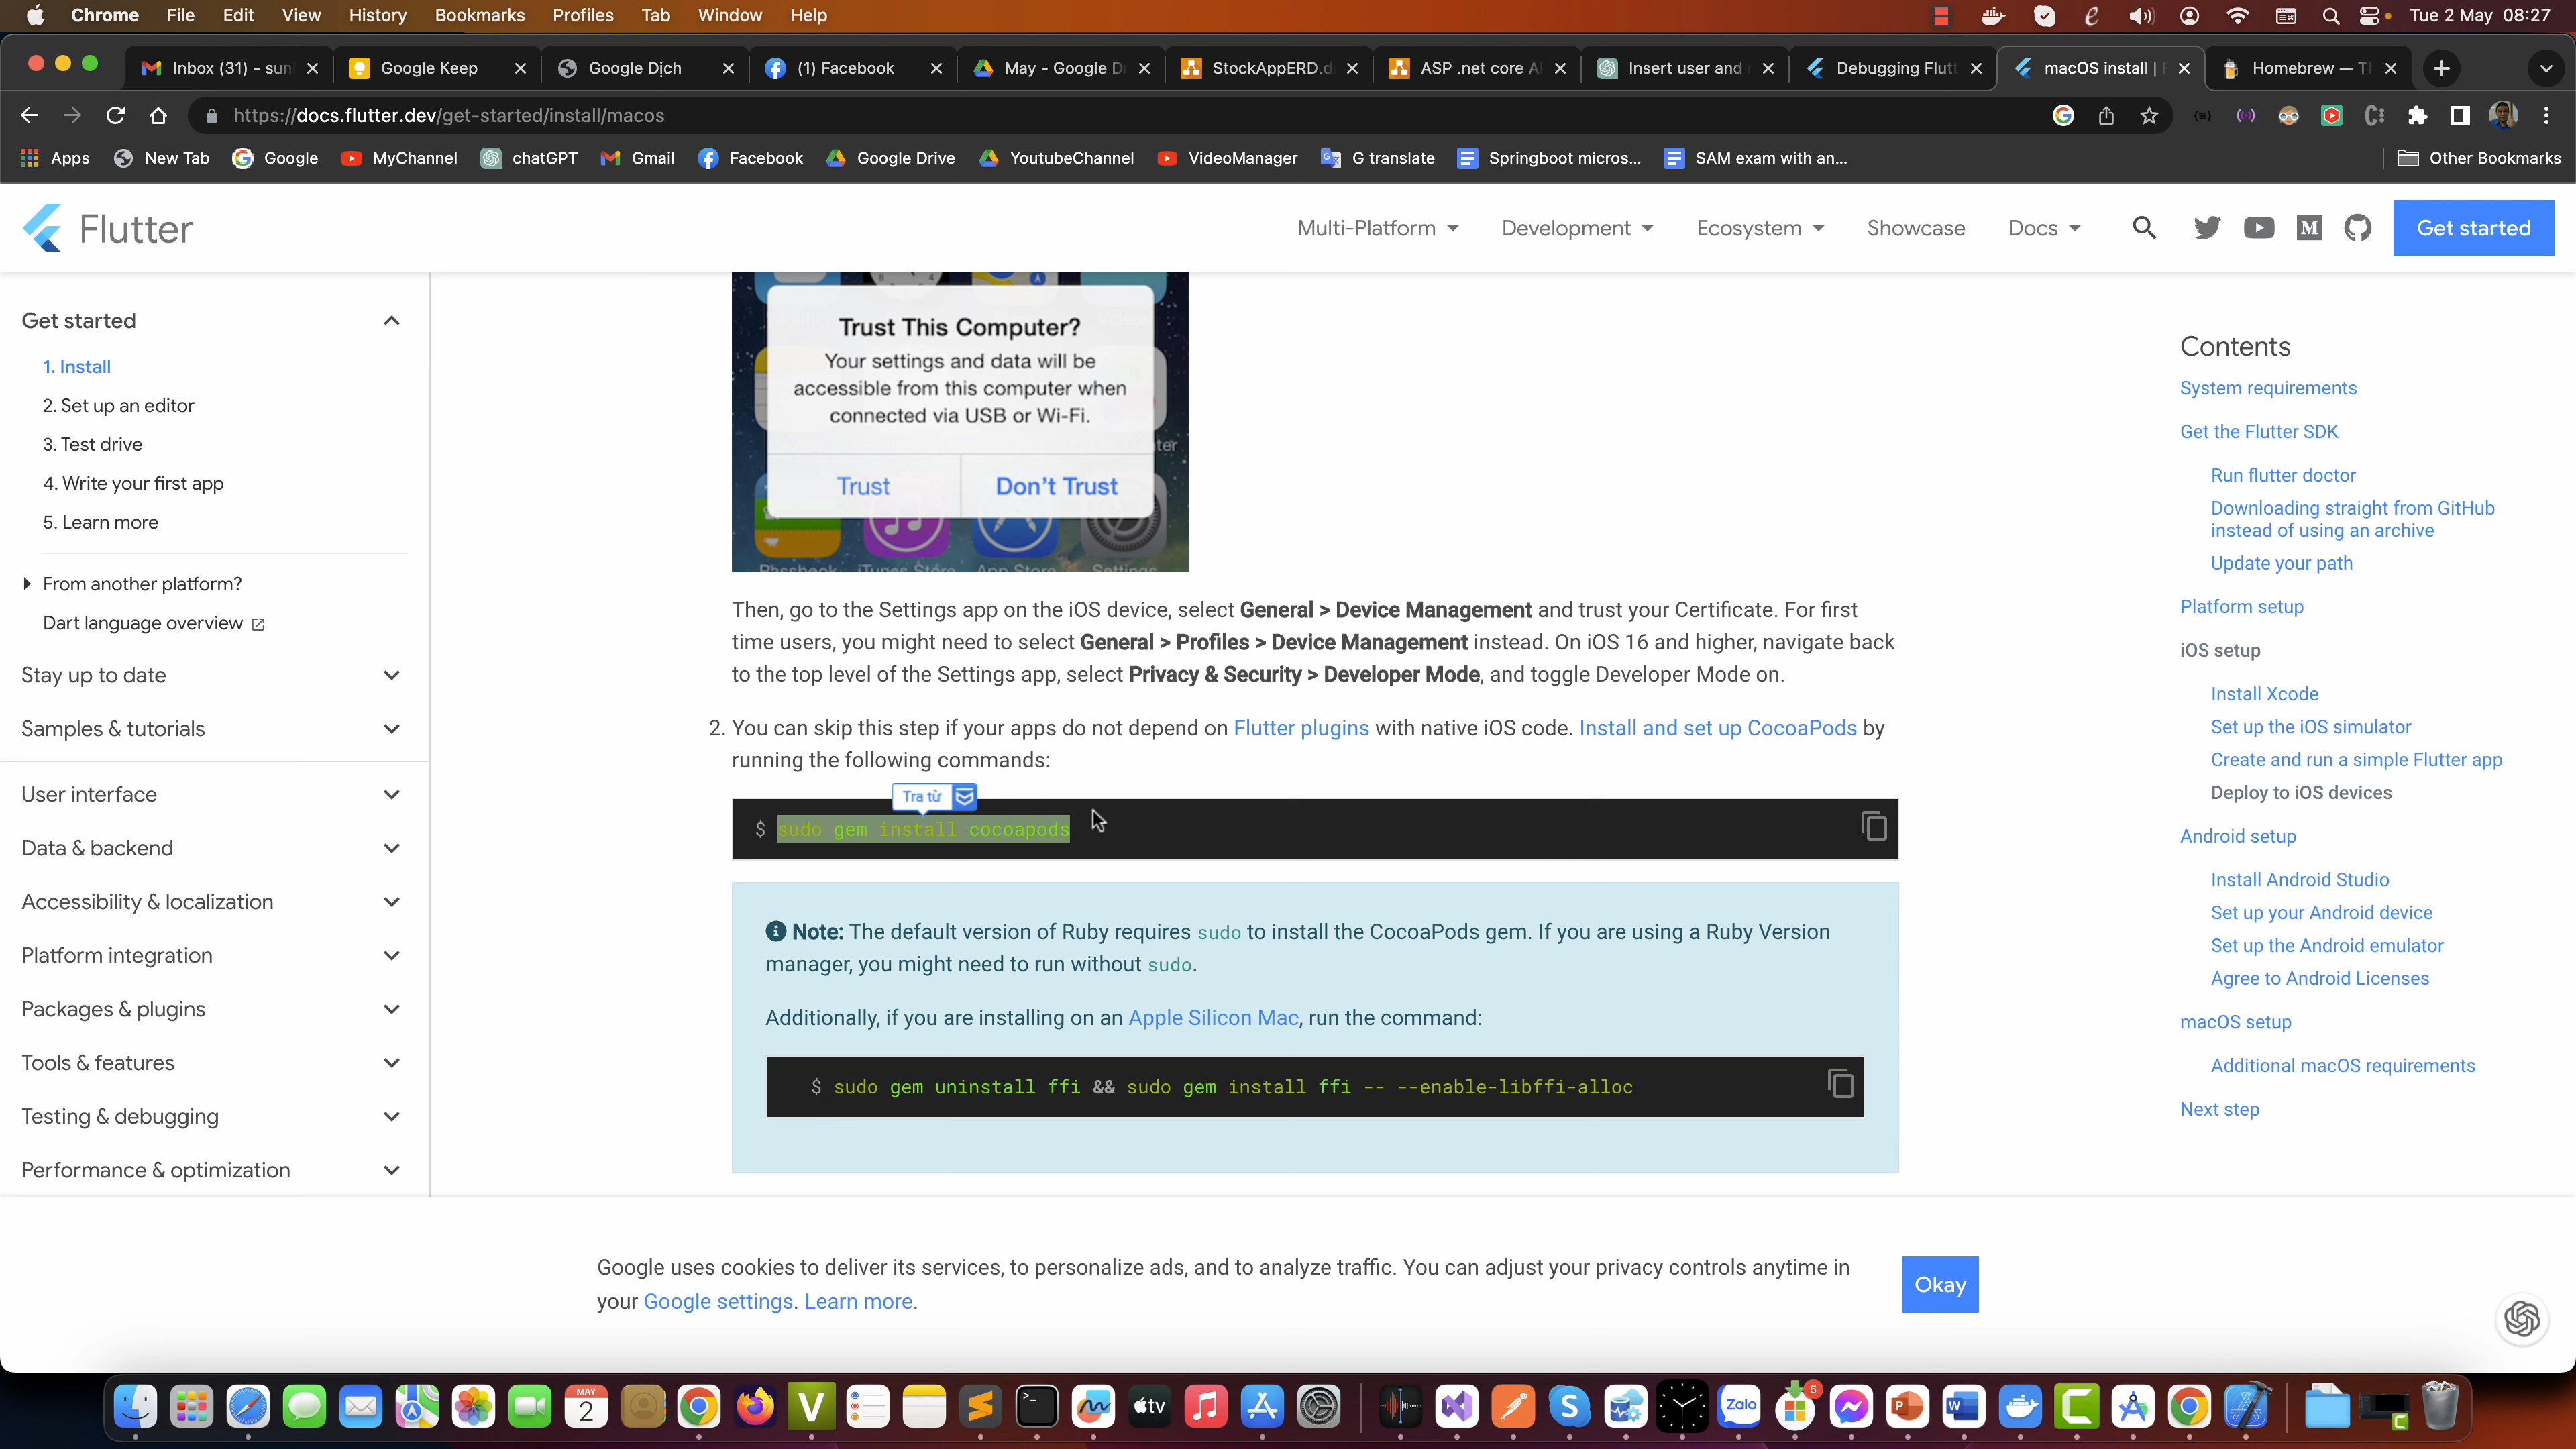 Chrome File Edit View History Bookmarks Profiles Tab Window Help Tue 2 May 08:27
Inbox (31) - sun Google Keep Google Dịch (1) Facebook May - Google Dr StockAppERD.d ASP .net core A Insert user and Debugging Flutt macOS install | F Homebrew — Th
https://docs.flutter.dev/get-started/install/macos
Apps New Tab Google MyChannel chatGPT Gmail Facebook Google Drive YoutubeChannel VideoManager G translate Springboot micros... SAM exam with an... Other Bookmarks
Flutter
Multi-Platform Development Ecosystem Showcase Docs Get started
Get started
1. Install
2. Set up an editor
3. Test drive
4. Write your first app
5. Learn more
From another platform?
Dart language overview
Stay up to date
Samples & tutorials
User interface
Data & backend
Accessibility & localization
Platform integration
Packages & plugins
Tools & features
Testing & debugging
Performance & optimization
Trust This Computer?
Your settings and data will be
accessible from this computer when
connected via USB or Wi-Fi.
Trust Don't Trust
Passbook iTunes Store App Store Settings
Then, go to the Settings app on the iOS device, select General > Device Management and trust your Certificate. For first
time users, you might need to select General > Profiles > Device Management instead. On iOS 16 and higher, navigate back
to the top level of the Settings app, select Privacy & Security > Developer Mode, and toggle Developer Mode on.
2. You can skip this step if your apps do not depend on Flutter plugins with native iOS code. Install and set up CocoaPods by
running the following commands:
Tra từ
$ sudo gem install cocoapods
Note: The default version of Ruby requires sudo to install the CocoaPods gem. If you are using a Ruby Version
manager, you might need to run without sudo.
Additionally, if you are installing on an Apple Silicon Mac, run the command:
$ sudo gem uninstall ffi && sudo gem install ffi -- --enable-libffi-alloc
Contents
System requirements
Get the Flutter SDK
Run flutter doctor
Downloading straight from GitHub
instead of using an archive
Update your path
Platform setup
iOS setup
Install Xcode
Set up the iOS simulator
Create and run a simple Flutter app
Deploy to iOS devices
Android setup
Install Android Studio
Set up your Android device
Set up the Android emulator
Agree to Android Licenses
macOS setup
Additional macOS requirements
Next step
Google uses cookies to deliver its services, to personalize ads, and to analyze traffic. You can adjust your privacy controls anytime in
your Google settings. Learn more.
Okay
MAY
2
tv
Zalo
5